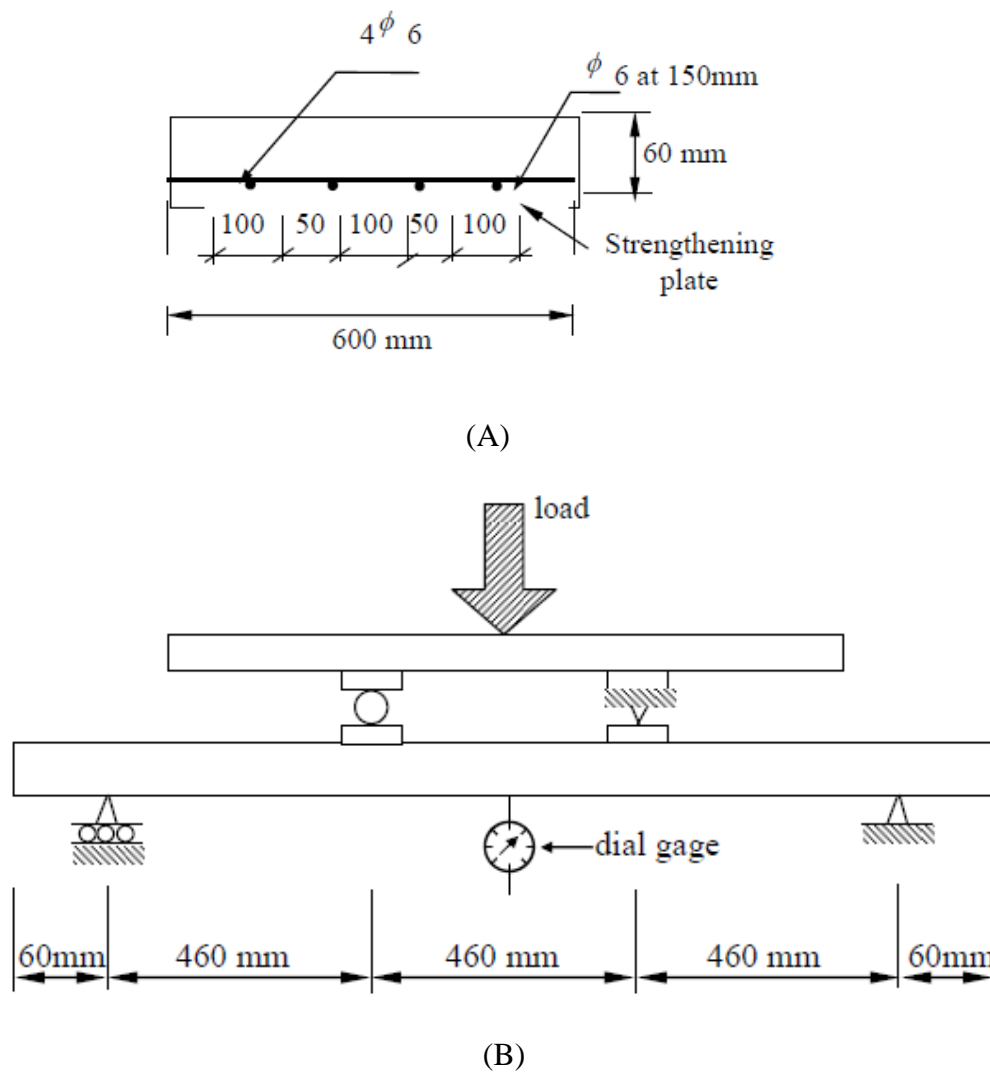 4ϕ 6
ϕ 6 at 150mm
60 mm
100 50 100 50 100
Strengthening
plate
600 mm
(A)
load
dial gage
60mm 460 mm 460 mm 460 mm 60mm
(B)